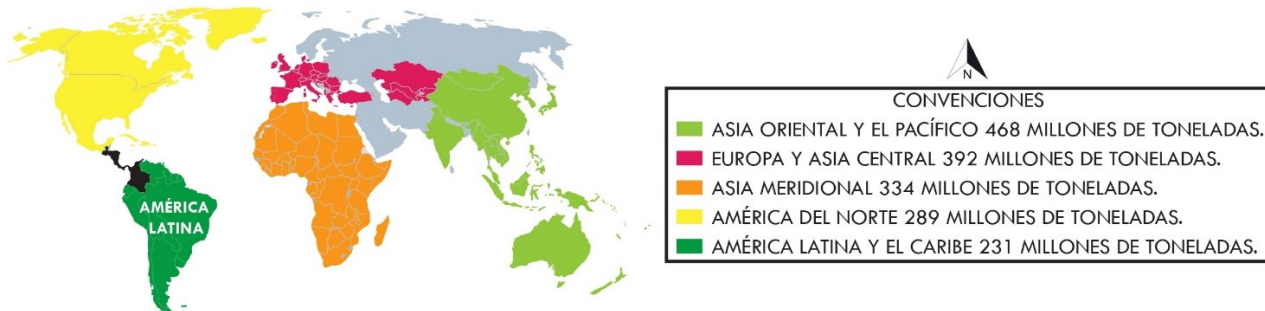 AMÉRICA
LATINA
N
CONVENCIONES
ASIA ORIENTAL Y EL PACÍFICO 468 MILLONES DE TONELADAS.
EUROPA Y ASIA CENTRAL 392 MILLONES DE TONELADAS.
ASIA MERIDIONAL 334 MILLONES DE TONELADAS.
AMÉRICA DEL NORTE 289 MILLONES DE TONELADAS.
AMÉRICA LATINA Y EL CARIBE 231 MILLONES DE TONELADAS.